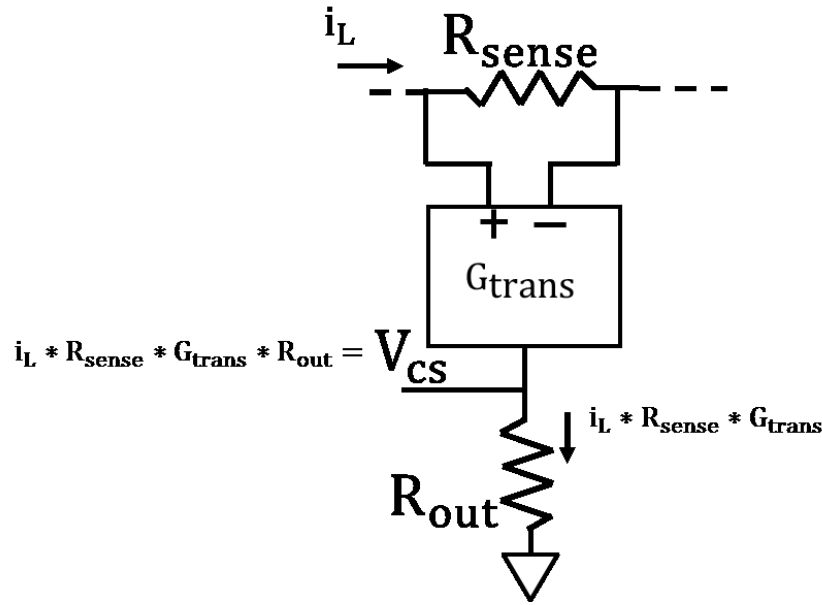 i_L
R_sense
+ −
G_trans
i_L * R_sense * G_trans * R_out = V_cs
i_L * R_sense * G_trans
R_out